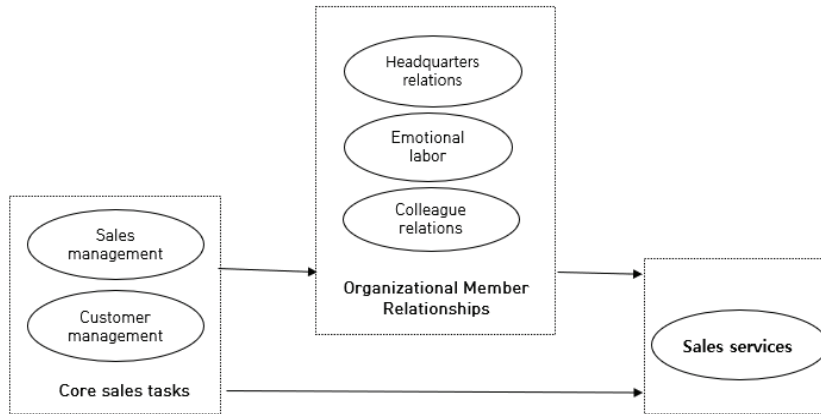 Headquarters
relations
Emotional
labor
Colleague
relations
Organizational Member
Relationships
Sales
management
Customer
management
Core sales tasks
Sales services